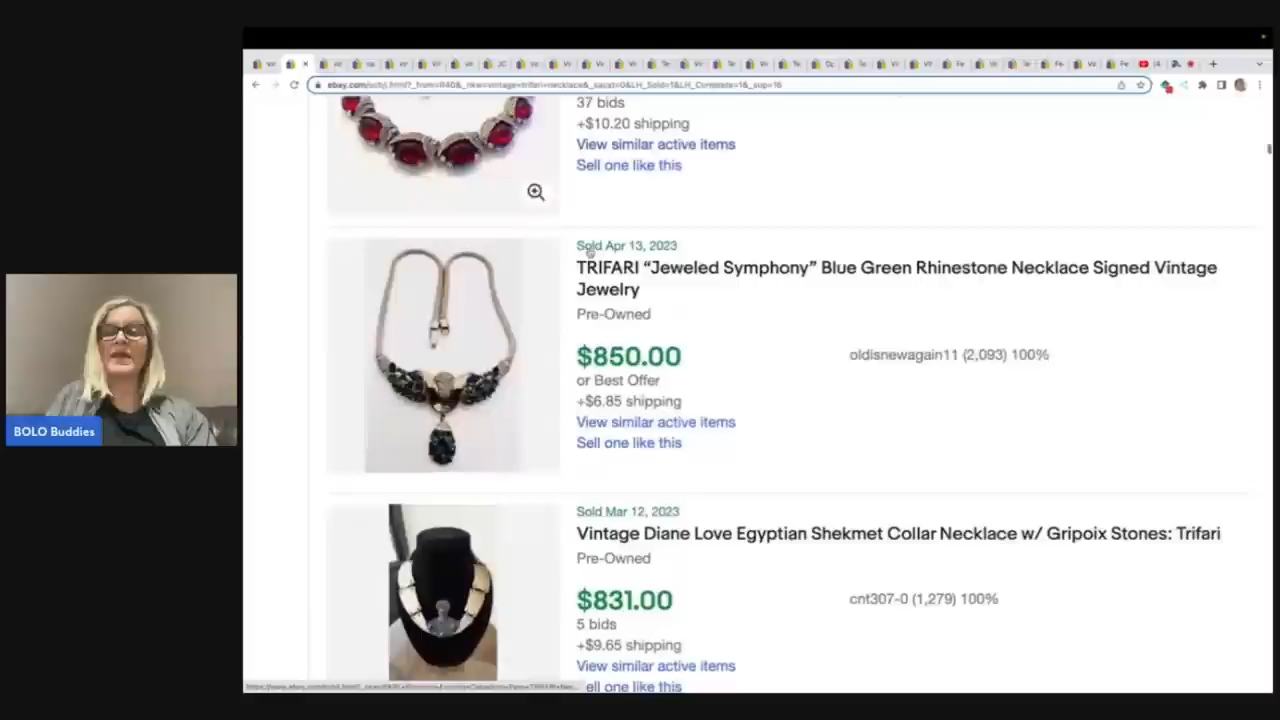 37 bids
+$10.20 shipping
View similar active items
Sell one like this
Sold Apr 13, 2023
TRIFARI “Jeweled Symphony” Blue Green Rhinestone Necklace Signed Vintage
Jewelry
Pre-Owned
$850.00
oldisnewagain11 (2,093) 100%
or Best Offer
+$6.85 shipping
View similar active items
Sell one like this
Sold Mar 12, 2023
Vintage Diane Love Egyptian Shekmet Collar Necklace w/ Gripoix Stones: Trifari
Pre-Owned
$831.00
cnt307-0 (1,279) 100%
5 bids
+$9.65 shipping
View similar active items
ell one like this
BOLO Buddies